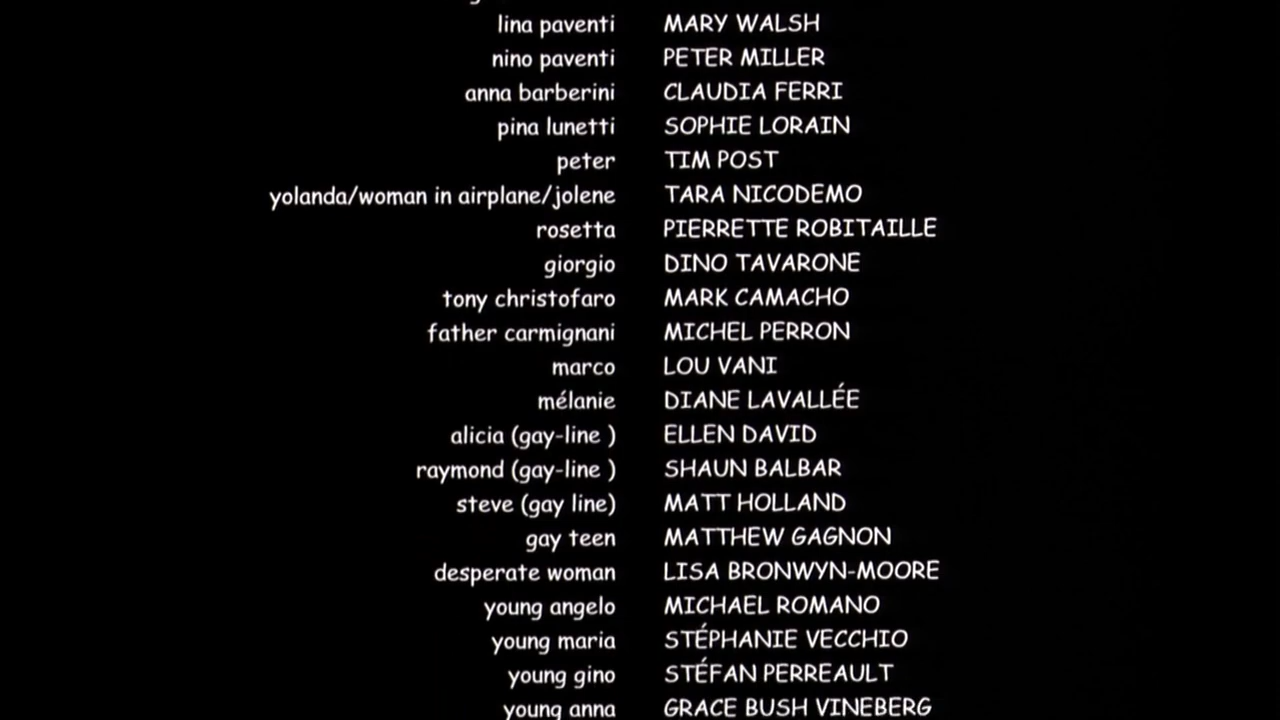 lina paventi MARY WALSH
nino paventi PETER MILLER
anna barberini CLAUDIA FERRI
pina lunetti SOPHIE LORAIN
peter TIM POST
yolanda/woman in airplane/jolene TARA NICODEMO
rosetta PIERRETTE ROBITAILLE
giorgio DINO TAVARONE
tony christofaro MARK CAMACHO
father carmignani MICHEL PERRON
marco LOU VANI
mélanie DIANE LAVALLÉE
alicia (gay-line ) ELLEN DAVID
raymond (gay-line ) SHAUN BALBAR
steve (gay line) MATT HOLLAND
gay teen MATTHEW GAGNON
desperate woman LISA BRONWYN-MOORE
young angelo MICHAEL ROMANO
young maria STÉPHANIE VECCHIO
young gino STÉFAN PERREAULT
young anna GRACE BUSH VINEBERG